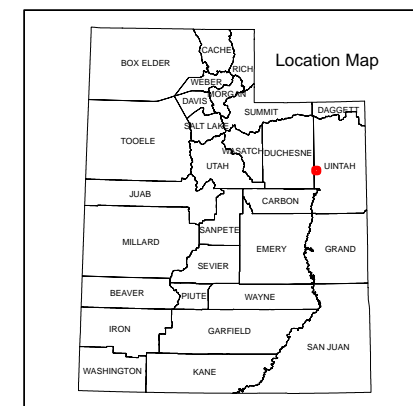 Location Map
BOX ELDER
CACHE
RICH
WEBER
MORGAN
DAVIS
SUMMIT
DAGGETT
SALT LAKE
TOOELE
WASATCH
DUCHESNE
UINTAH
UTAH
JUAB
CARBON
SANPETE
MILLARD
EMERY
GRAND
SEVIER
BEAVER
PIUTE
WAYNE
IRON
GARFIELD
SAN JUAN
WASHINGTON
KANE